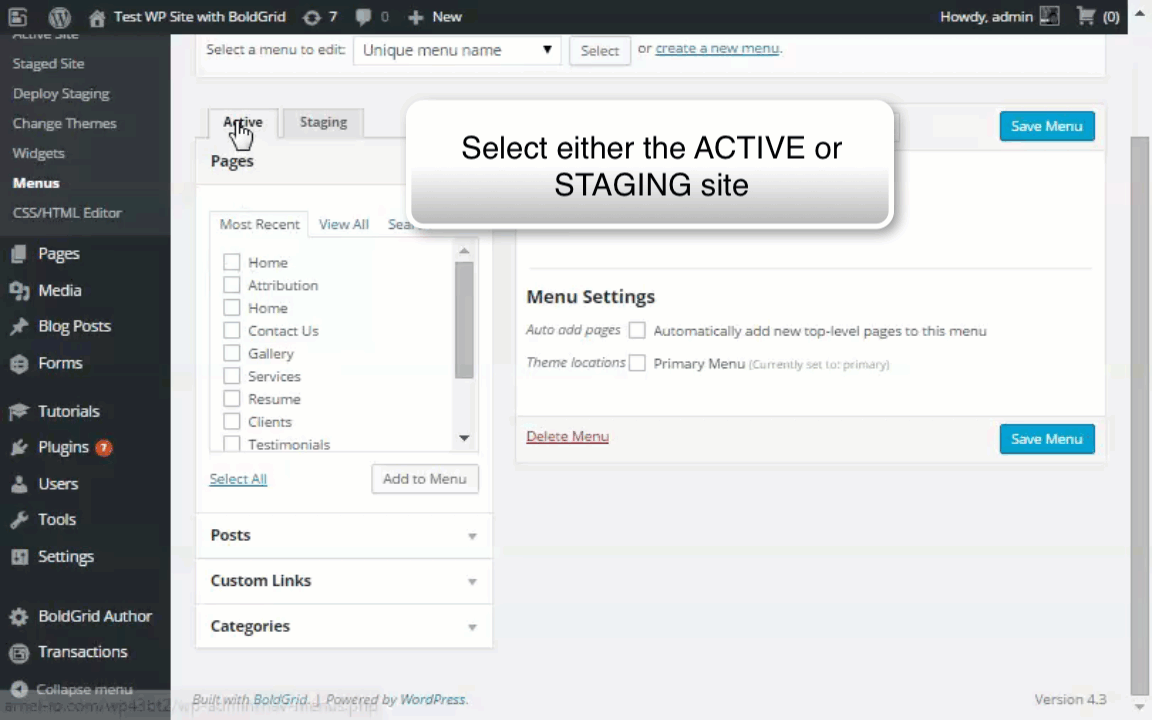 Test WP Site with BoldGrid 7 0 New Howdy, admin (0)
Active Site
Staged Site
Deploy Staging
Change Themes
Widgets
Menus
CSS/HTML Editor
Pages
Media
Blog Posts
Forms
Tutorials
Plugins 7
Users
Tools
Settings
BoldGrid Author
Transactions
Collapse menu
Select a menu to edit: Unique menu name Select or create a new menu.
Active Staging
Select either the ACTIVE or
STAGING site
Save Menu
Pages
Most Recent View All
Home
Attribution
Home
Contact Us
Gallery
Services
Resume
Clients
Testimonials
Select All Add to Menu
Posts
Custom Links
Categories
Menu Settings
Auto add pages Automatically add new top-level pages to this menu
Theme locations Primary Menu (Currently set to: primary)
Delete Menu Save Menu
Built with BoldGrid. | Powered by WordPress. Version 4.3